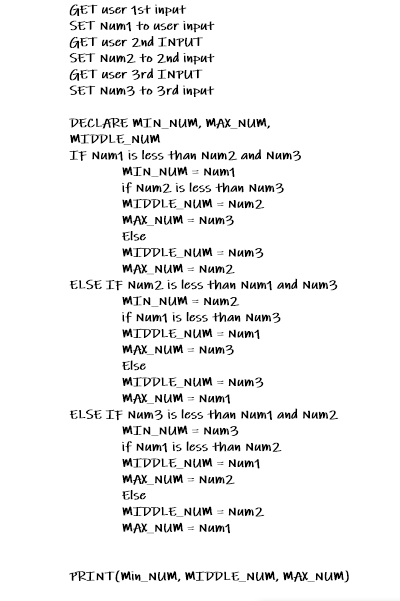 GET user 1st input
SET Num1 to user input
GET user 2nd INPUT
SET Num2 to 2nd input
GET user 3rd INPUT
SET Num3 to 3rd input
DECLARE MIN_NUM, MAX_NUM,
MIDDLE_NUM
IF Num1 is less than Num2 and Num3
MIN_NUM = Num1
if Num2 is less than Num3
MIDDLE_NUM = Num2
MAX_NUM = Num3
Else
MIDDLE_NUM = Num3
MAX_NUM = Num2
ELSE IF Num2 is less than Num1 and Num3
MIN_NUM = Num2
if Num1 is less than Num3
MIDDLE_NUM = Num1
MAX_NUM = Num3
Else
MIDDLE_NUM = Num3
MAX_NUM = Num1
ELSE IF Num3 is less than Num1 and Num2
MIN_NUM = Num3
if Num1 is less than Num2
MIDDLE_NUM = Num1
MAX_NUM = Num2
Else
MIDDLE_NUM = Num2
MAX_NUM = Num1
PRINT(Min_NUM, MIDDLE_NUM, MAX_NUM)